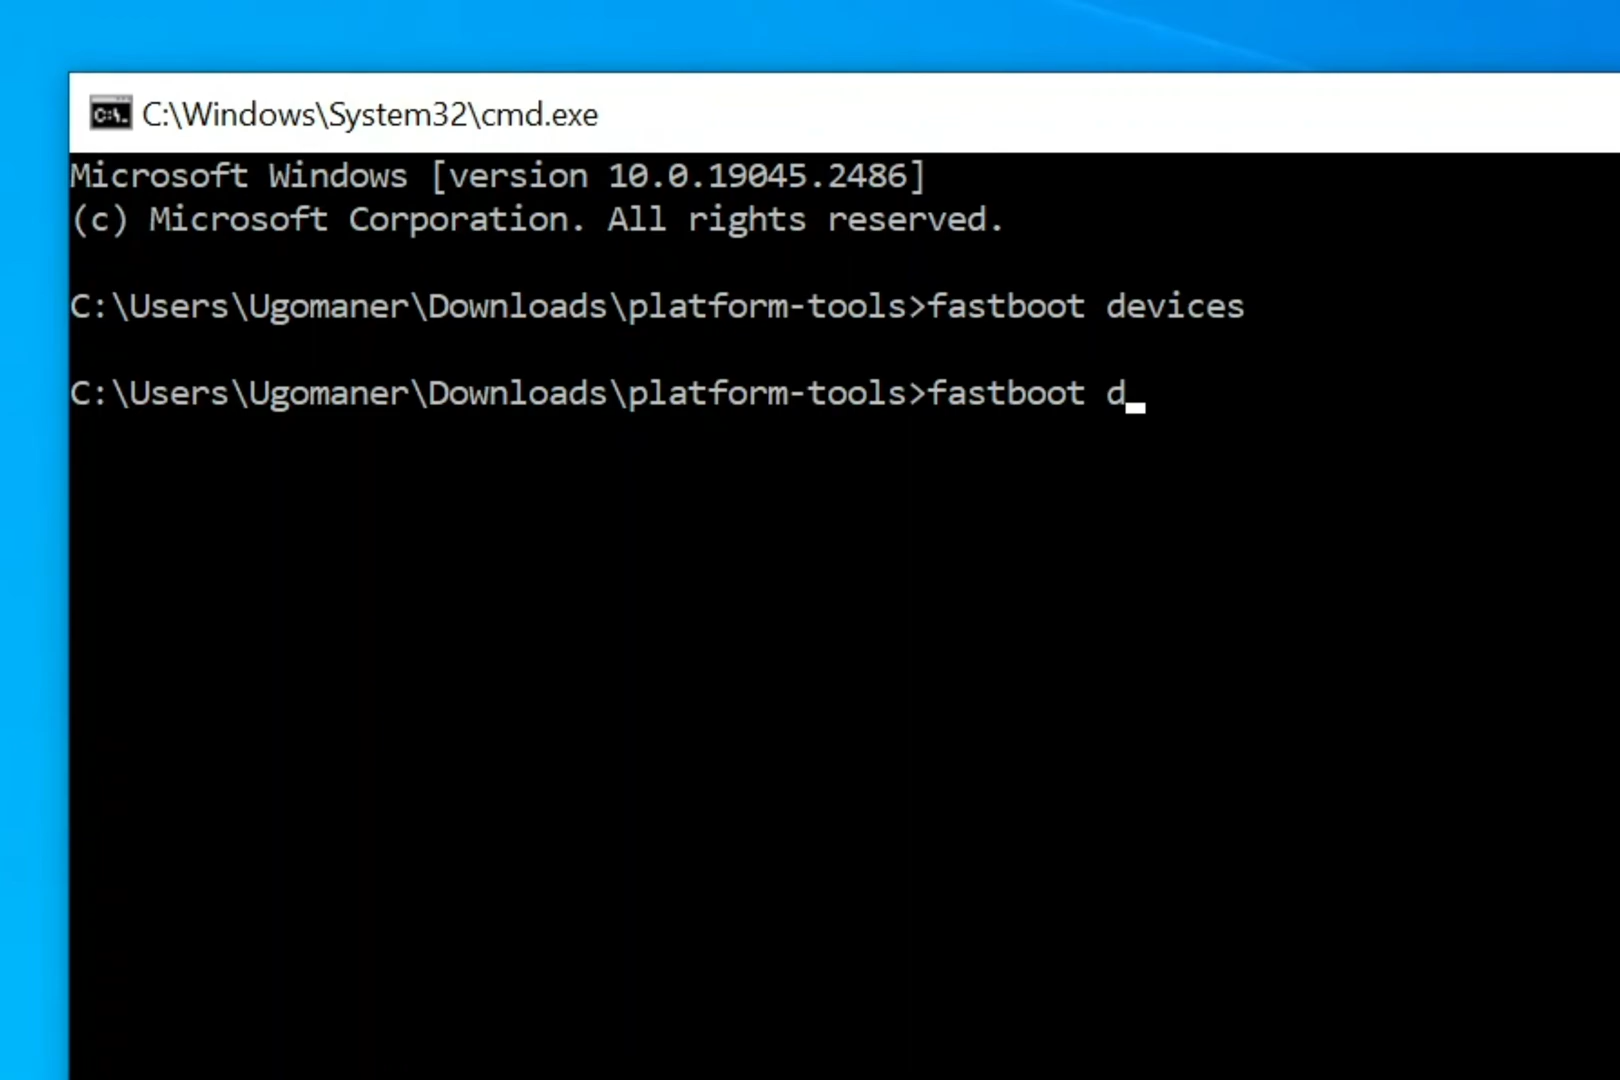 C:\Windows\System32\cmd.exe
Microsoft Windows [version 10.0.19045.2486]
(c) Microsoft Corporation. All rights reserved.
C:\Users\Ugomaner\Downloads\platform-tools>fastboot devices
C:\Users\Ugomaner\Downloads\platform-tools>fastboot d_